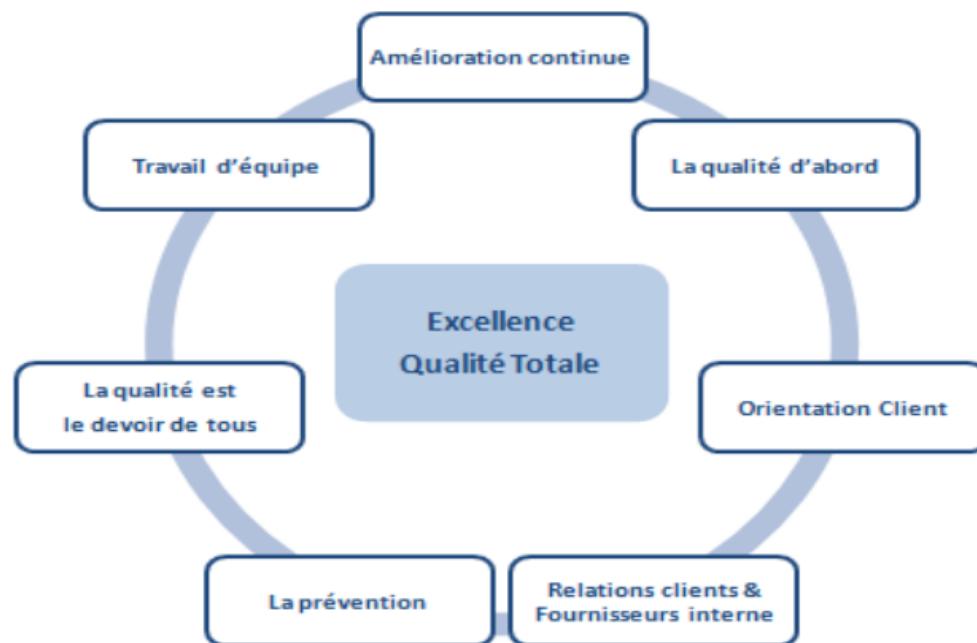 Amélioration continue
Travail d’équipe
La qualité d’abord
Excellence
Qualité Totale
La qualité est
le devoir de tous
Orientation Client
La prévention
Relations clients &
Fournisseurs interne